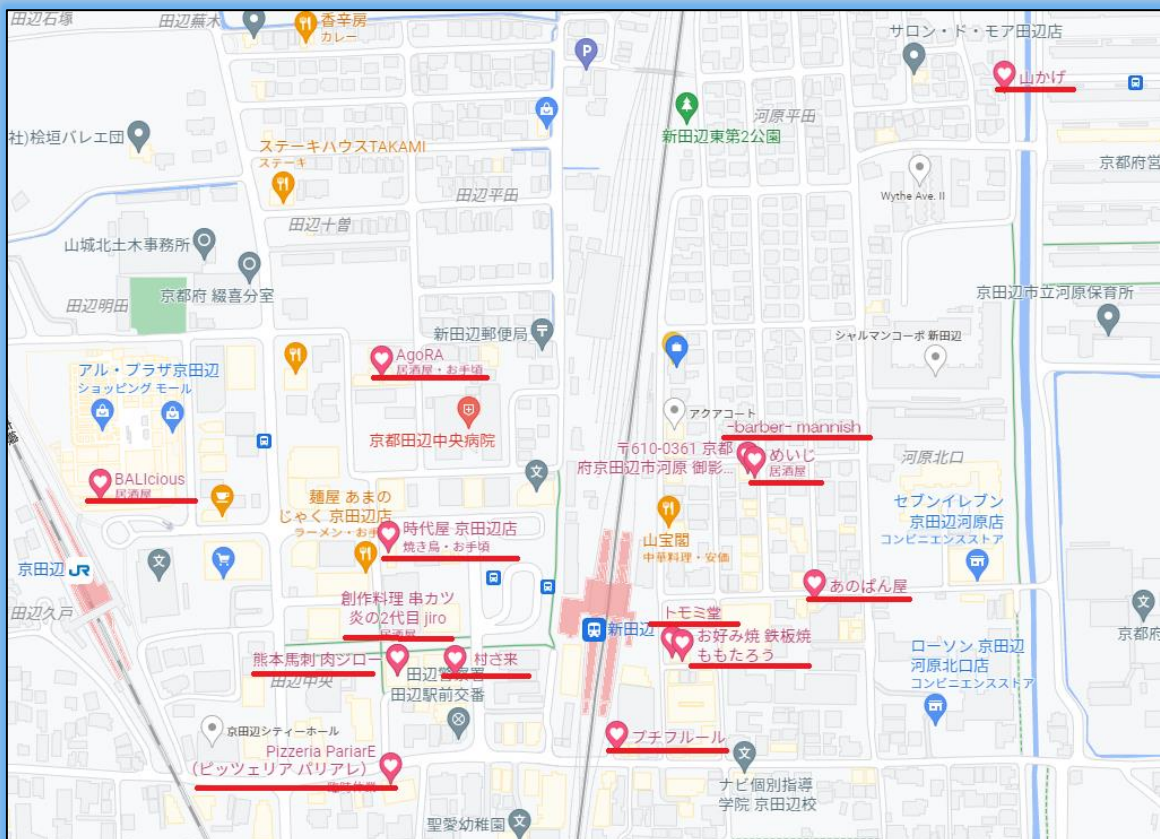 田辺石塚
田辺蕪木
香辛房
カレー
サロン・ド・モア田辺店
山かげ
P
河原平田
新田辺東第2公園
社)桧垣バレエ団
ステーキハウスTAKAMI
ステーキ
京都府営
Wythe Ave. II
田辺平田
田辺十曽
山城北土木事務所
京都府 綴喜分室
田辺明田
京田辺市立河原保育所
新田辺郵便局
シャルマンコーポ 新田辺
AgoRA
居酒屋・お手頃
アル・プラザ京田辺
ショッピング モール
京都田辺中央病院
アクアコート
-barber- mannish
〒610-0361 京都
府京田辺市河原 御影...
めいじ
居酒屋
河原北口
BALIcious
居酒屋
文
セブンイレブン
京田辺河原店
コンビニエンスストア
麺屋 あまの
じゃく 京田辺店
ラーメン・お手
時代屋 京田辺店
焼き鳥・お手頃
山宝閣
中華料理・安価
京田辺 JR
文
あのぱん屋
田辺久戸
創作料理 串カツ
炎の2代目 jiro
居酒屋
新田辺
トモミ堂
お好み焼 鉄板焼
ももたろう
文
京都府
ローソン 京田辺
河原北口店
コンビニエンスストア
熊本馬刺 肉ジロー
村さ来
田辺中央
田辺警察署
田辺駅前交番
京田辺シティーホール
プチフルール
Pizzeria PariarE
(ピッツェリア パリアレ)
臨時休業
文
ナビ個別指導
学院 京田辺校
聖愛幼稚園
文